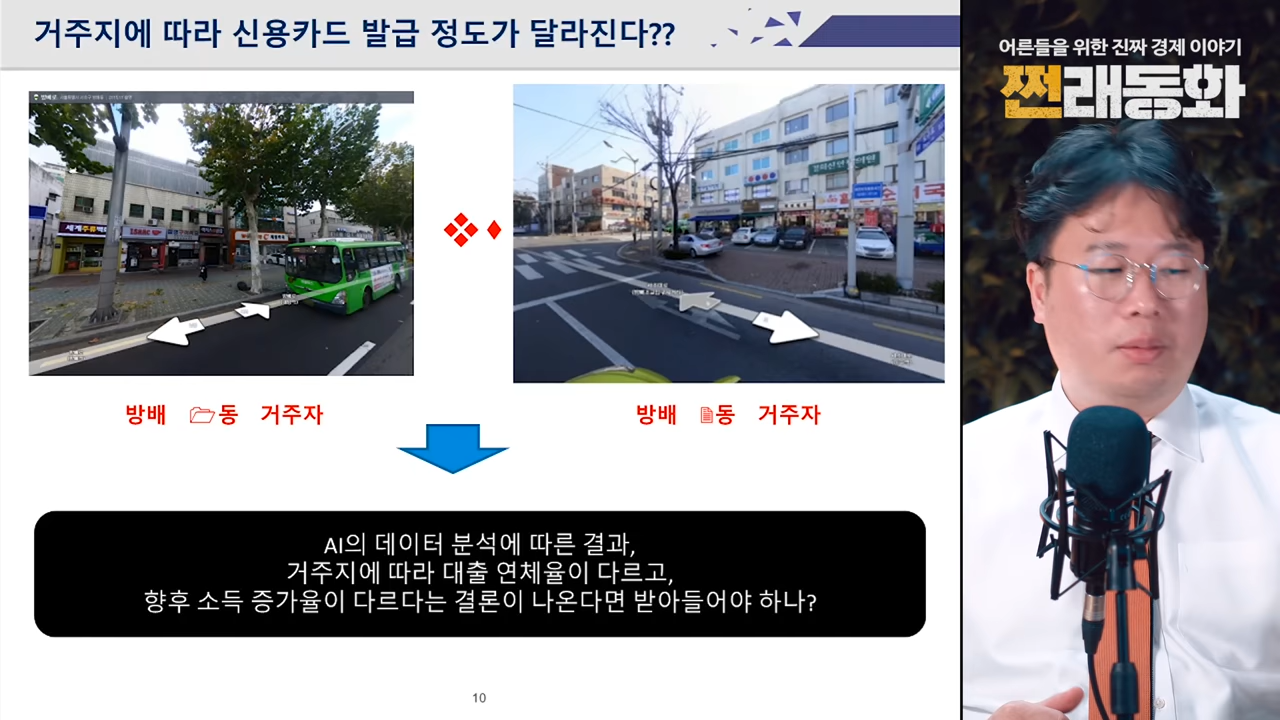 거주지에 따라 신용카드 발급 정도가 달라진다??
어른들을 위한 진짜 경제 이야기
쩐래동화
방배 동 거주자
방배 동 거주자
AI의 데이터 분석에 따른 결과,
거주지에 따라 대출 연체율이 다르고,
향후 소득 증가율이 다르다는 결론이 나온다면 받아들어야 하나?
10